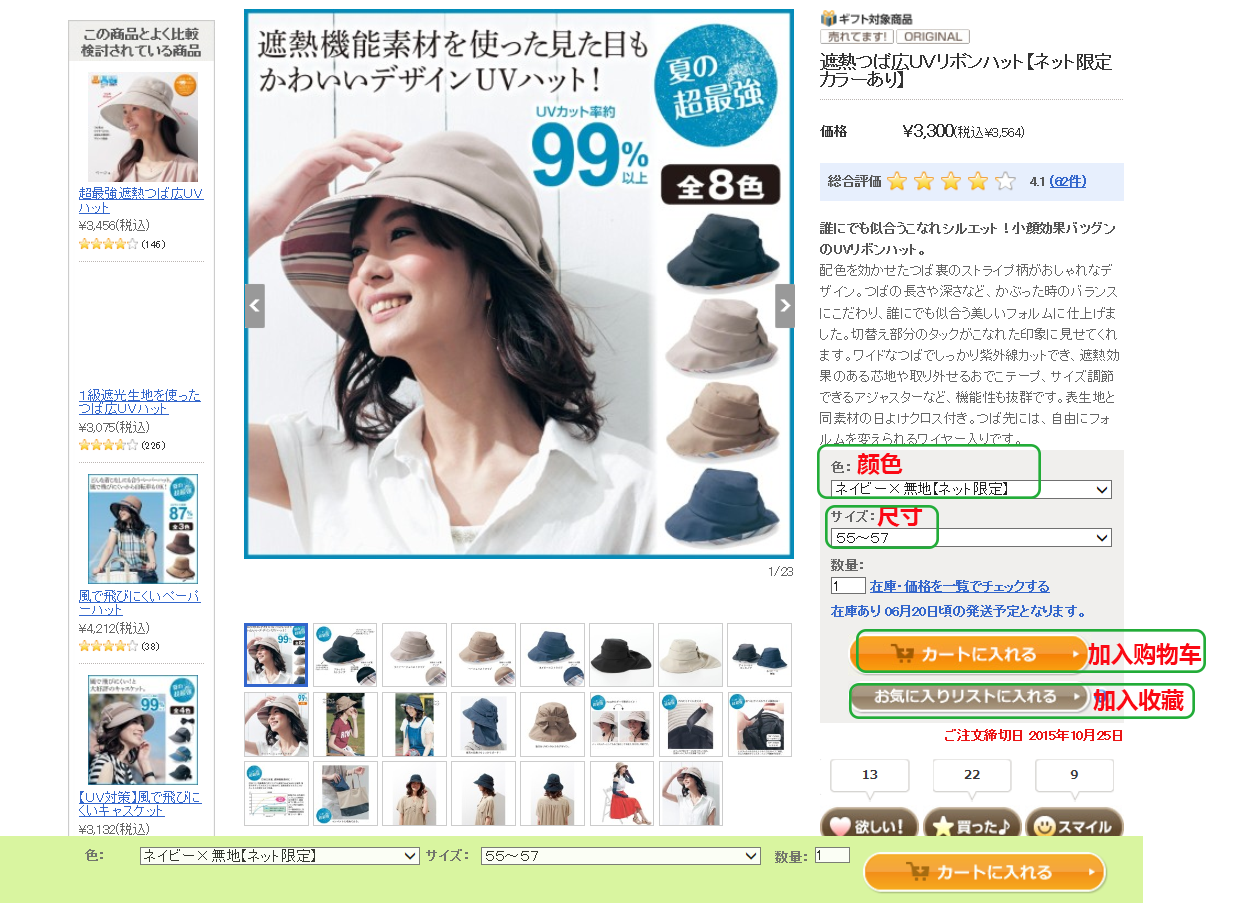 この商品とよく比較
検討されている商品
超最強遮熱つば広UV
ハット
¥3,456(税込)
(146)
1級遮光生地を使った
つば広UVハット
¥3,075(税込)
(226)
87%
全3色
風で飛びにくいペーパ
ーハット
¥4,212(税込)
(38)
風で飛びにくい!と
大好評のキャスケット。
99%
全4色
【UV対策】風で飛びに
くいキャスケット
¥3,132(税込)
遮熱機能素材を使った見た目も
かわいいデザインUVハット!
夏の
超最強
UVカット率約
99%
以上
全8色
1/23
ギフト対象商品
売れてます!
ORIGINAL
遮熱つば広UVリボンハット【ネット限定
カラーあり】
価格
¥3,300(税込¥3,564)
総合評価
4.1 (62件)
誰にでも似合うこなれシルエット!小顔効果バツグン
のUVリボンハット。
配色を効かせたつば裏のストライプ柄がおしゃれなデ
ザイン。つばの長さや深さなど、かぶった時のバランス
にこだわり、誰にでも似合う美しいフォルムに仕上げま
した。切替え部分のタックがこなれた印象に見せてくれ
ます。ワイドなつばでしっかり紫外線カットでき、遮熱効
果のある芯地や取り外せるおでこテープ、サイズ調節
できるアジャスターなど、機能性も抜群です。表生地と
同素材の日よけクロス付き。つば先には、自由にフォ
ルムを変えられるワイヤー入りです。
色: 颜色
ネイビー×無地【ネット限定】
サイズ: 尺寸
55～57
数量:
1 在庫・価格を一覧でチェックする
在庫あり 06月20日頃の発送予定となります。
カートに入れる 加入购物车
お気に入りリストに入れる 加入收藏
ご注文締切日 2015年10月25日
13 22 9
欲しい! 買った♪ スマイル
色: ネイビー×無地【ネット限定】 サイズ: 55～57 数量: 1 カートに入れる